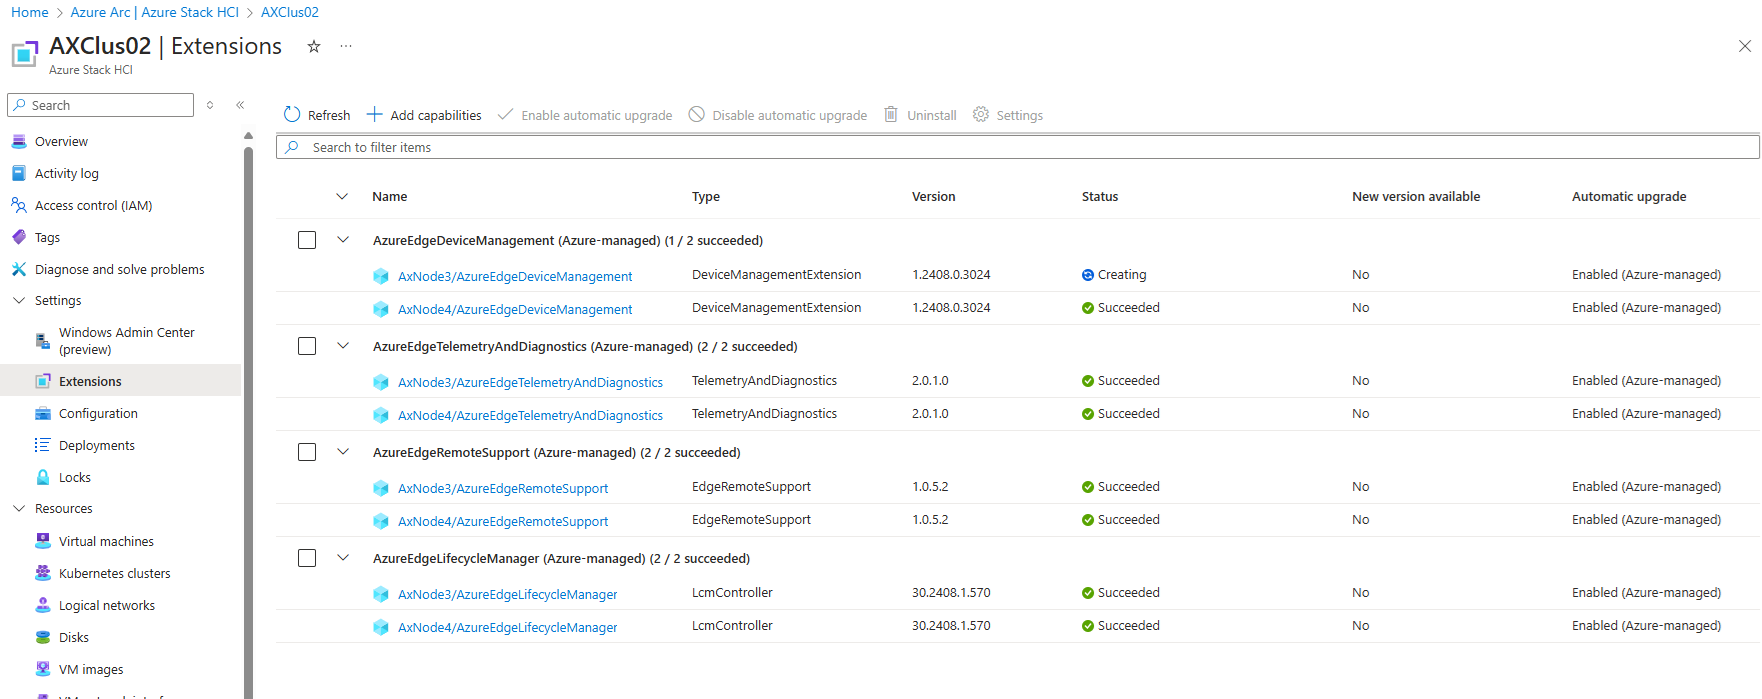 Home > Azure Arc | Azure Stack HCI > AXClus02
AXClus02 | Extensions
Azure Stack HCI
Search
Overview
Activity log
Access control (IAM)
Tags
Diagnose and solve problems
Settings
Windows Admin Center
(preview)
Extensions
Configuration
Deployments
Locks
Resources
Virtual machines
Kubernetes clusters
Logical networks
Disks
VM images
Refresh Add capabilities Enable automatic upgrade Disable automatic upgrade Uninstall Settings
Search to filter items
Name Type Version Status New version available Automatic upgrade
AzureEdgeDeviceManagement (Azure-managed) (1 / 2 succeeded)
AxNode3/AzureEdgeDeviceManagement DeviceManagementExtension 1.2408.0.3024 Creating No Enabled (Azure-managed)
AxNode4/AzureEdgeDeviceManagement DeviceManagementExtension 1.2408.0.3024 Succeeded No Enabled (Azure-managed)
AzureEdgeTelemetryAndDiagnostics (Azure-managed) (2 / 2 succeeded)
AxNode3/AzureEdgeTelemetryAndDiagnostics TelemetryAndDiagnostics 2.0.1.0 Succeeded No Enabled (Azure-managed)
AxNode4/AzureEdgeTelemetryAndDiagnostics TelemetryAndDiagnostics 2.0.1.0 Succeeded No Enabled (Azure-managed)
AzureEdgeRemoteSupport (Azure-managed) (2 / 2 succeeded)
AxNode3/AzureEdgeRemoteSupport EdgeRemoteSupport 1.0.5.2 Succeeded No Enabled (Azure-managed)
AxNode4/AzureEdgeRemoteSupport EdgeRemoteSupport 1.0.5.2 Succeeded No Enabled (Azure-managed)
AzureEdgeLifecycleManager (Azure-managed) (2 / 2 succeeded)
AxNode3/AzureEdgeLifecycleManager LcmController 30.2408.1.570 Succeeded No Enabled (Azure-managed)
AxNode4/AzureEdgeLifecycleManager LcmController 30.2408.1.570 Succeeded No Enabled (Azure-managed)